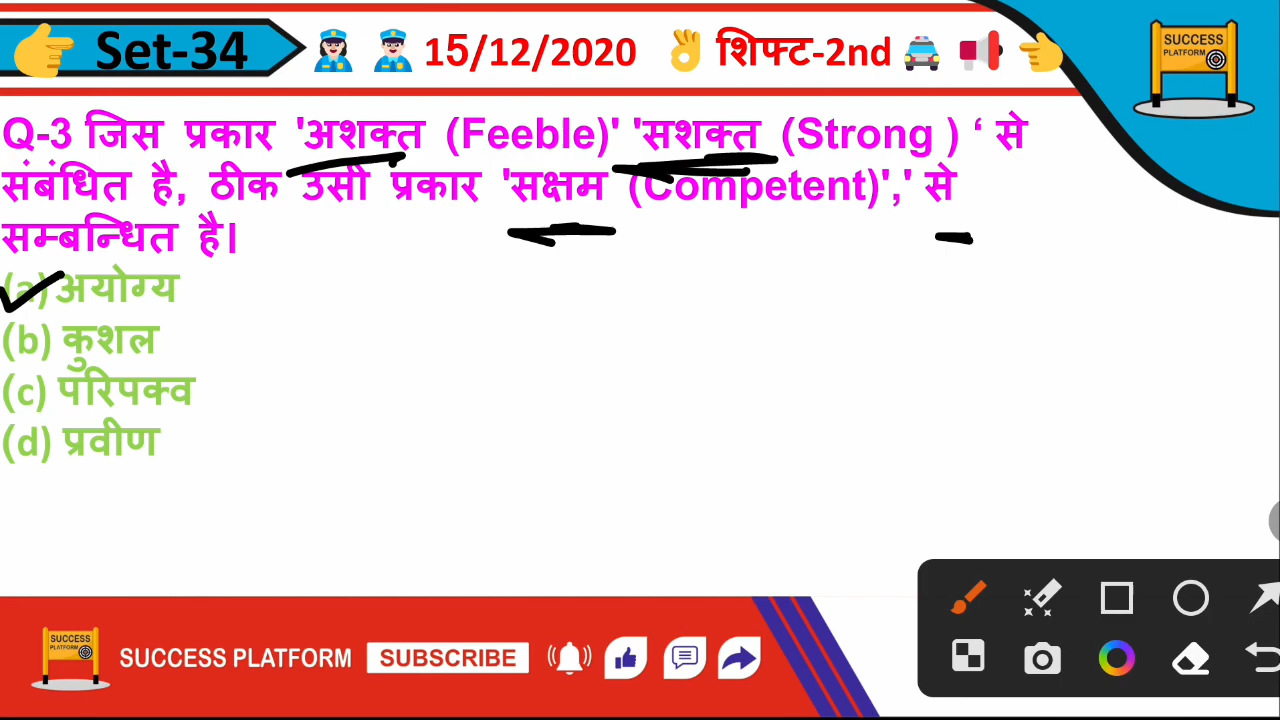 Set-34 15/12/2020 शिफ्ट-2nd
SUCCESS
PLATFORM
Q-3 जिस प्रकार 'अशक्त (Feeble)' 'सशक्त (Strong ) ‘ से
संबंधित है, ठीक उसी प्रकार 'सक्षम (Competent)',' से
सम्बन्धित है।
(a) अयोग्य
(b) कुशल
(c) परिपक्व
(d) प्रवीण
SUCCESS
PLATFORM
SUCCESS PLATFORM SUBSCRIBE